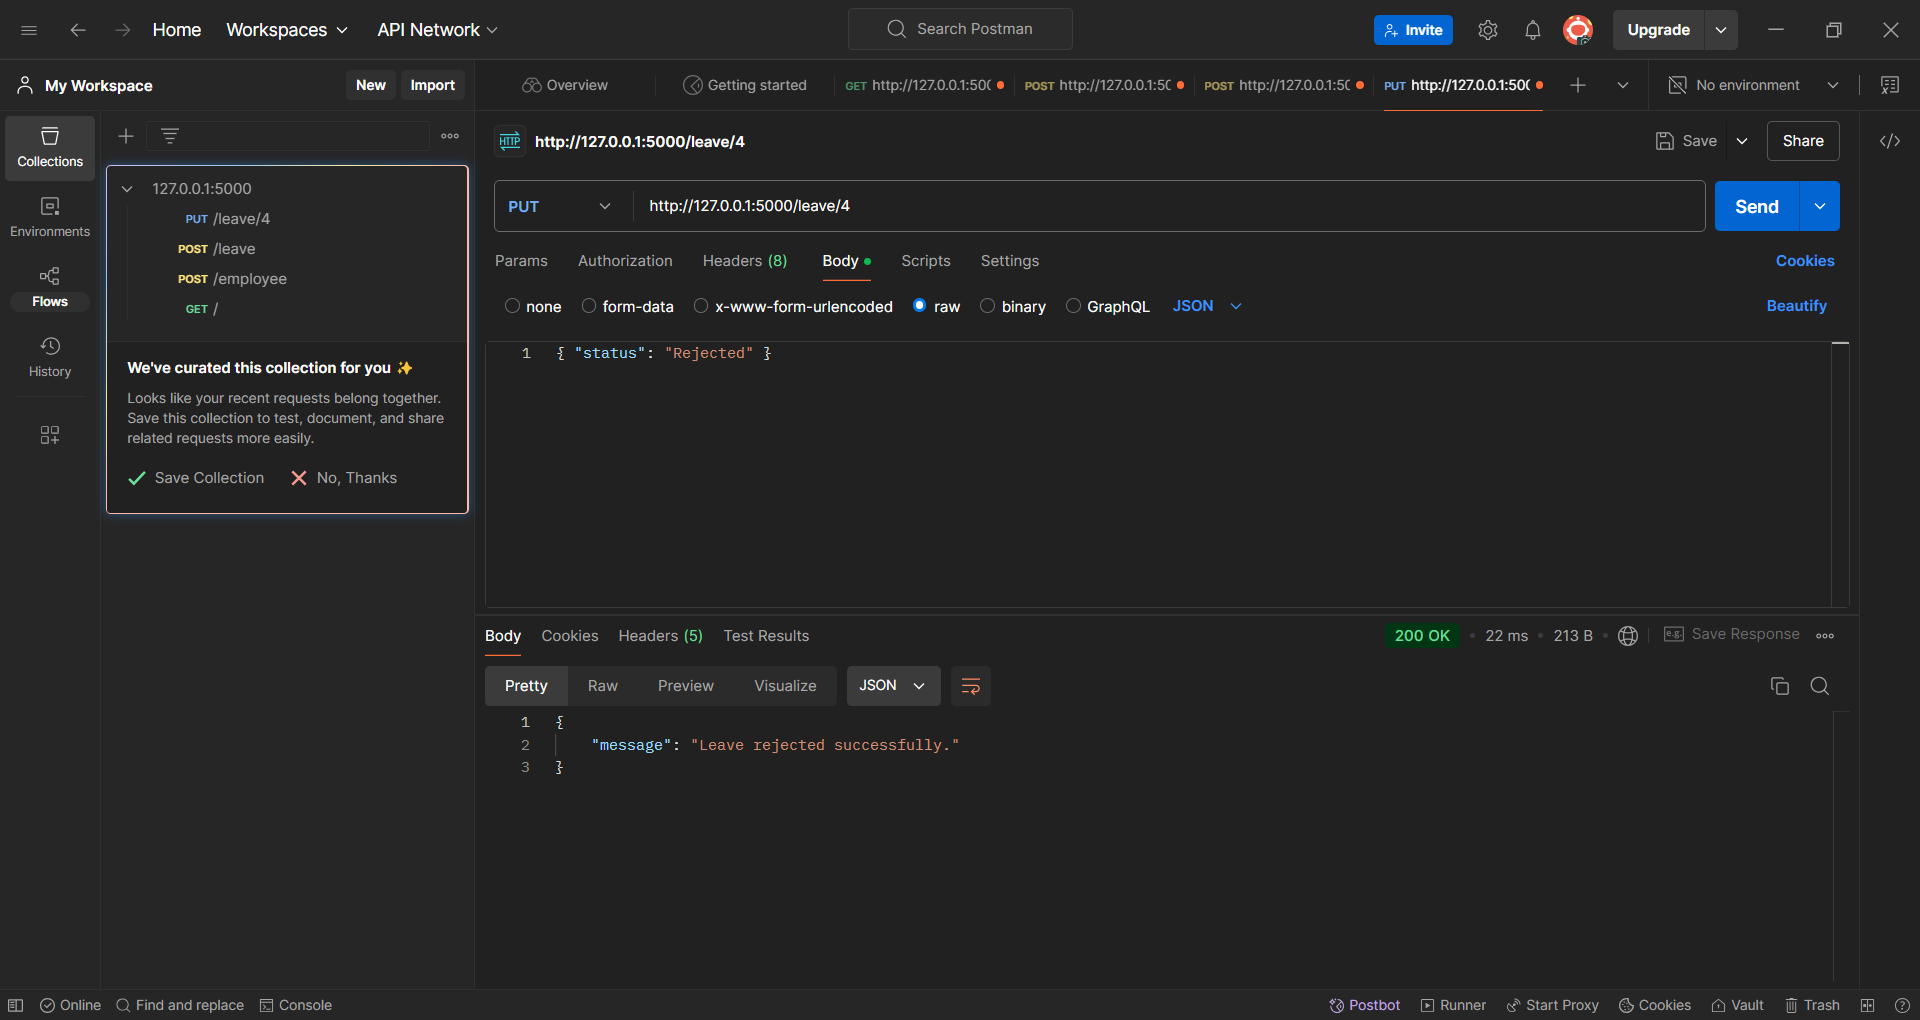 Home Workspaces API Network Search Postman Invite Upgrade
My Workspace New Import Overview Getting started GET http://127.0.0.1:50( POST http://127.0.0.1:5( POST http://127.0.0.1:5( PUT http://127.0.0.1:50( No environment
Collections
Environments
Flows
History
127.0.0.1:5000
PUT /leave/4
POST /leave
POST /employee
GET /
We've curated this collection for you ✨
Looks like your recent requests belong together.
Save this collection to test, document, and share
related requests more easily.
Save Collection No, Thanks
HTTP http://127.0.0.1:5000/leave/4 Save Share
PUT http://127.0.0.1:5000/leave/4 Send
Params Authorization Headers (8) Body Scripts Settings Cookies
none form-data x-www-form-urlencoded raw binary GraphQL JSON Beautify
1 { "status": "Rejected" }
Body Cookies Headers (5) Test Results 200 OK • 22 ms • 213 B • e.g. Save Response
Pretty Raw Preview Visualize JSON
1 {
2 "message": "Leave rejected successfully."
3 }
Online Find and replace Console Postbot Runner Start Proxy Cookies Vault Trash